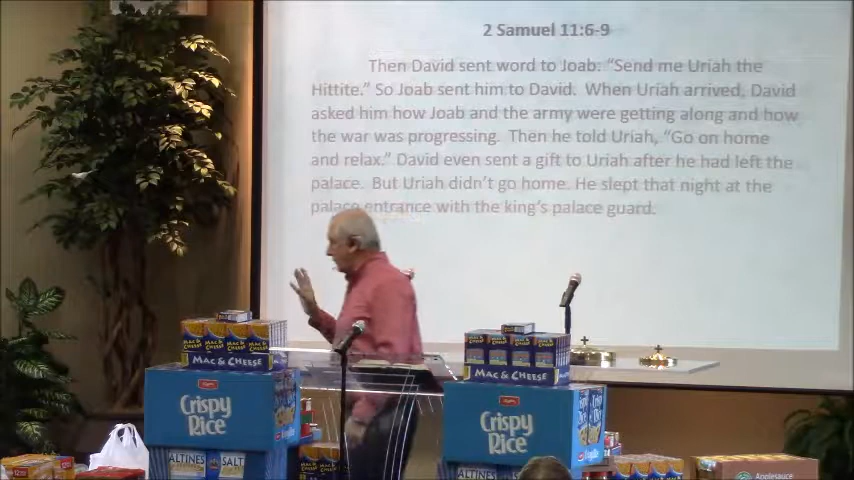 2 Samuel 11:6-9
Then David sent word to Joab: “Send me Uriah the
Hittite.” So Joab sent him to David. When Uriah arrived, David
asked him how Joab and the army were getting along and how
the war was progressing. Then he told Uriah, “Go on home
and relax.” David even sent a gift to Uriah after he had left the
palace. But Uriah didn’t go home. He slept that night at the
palace entrance with the king’s palace guard.
MAC & CHEESE
MAC & CHEESE
Crispy
Rice
Crispy
Rice
ALTINES
SALT
ALTINES
Applesauce